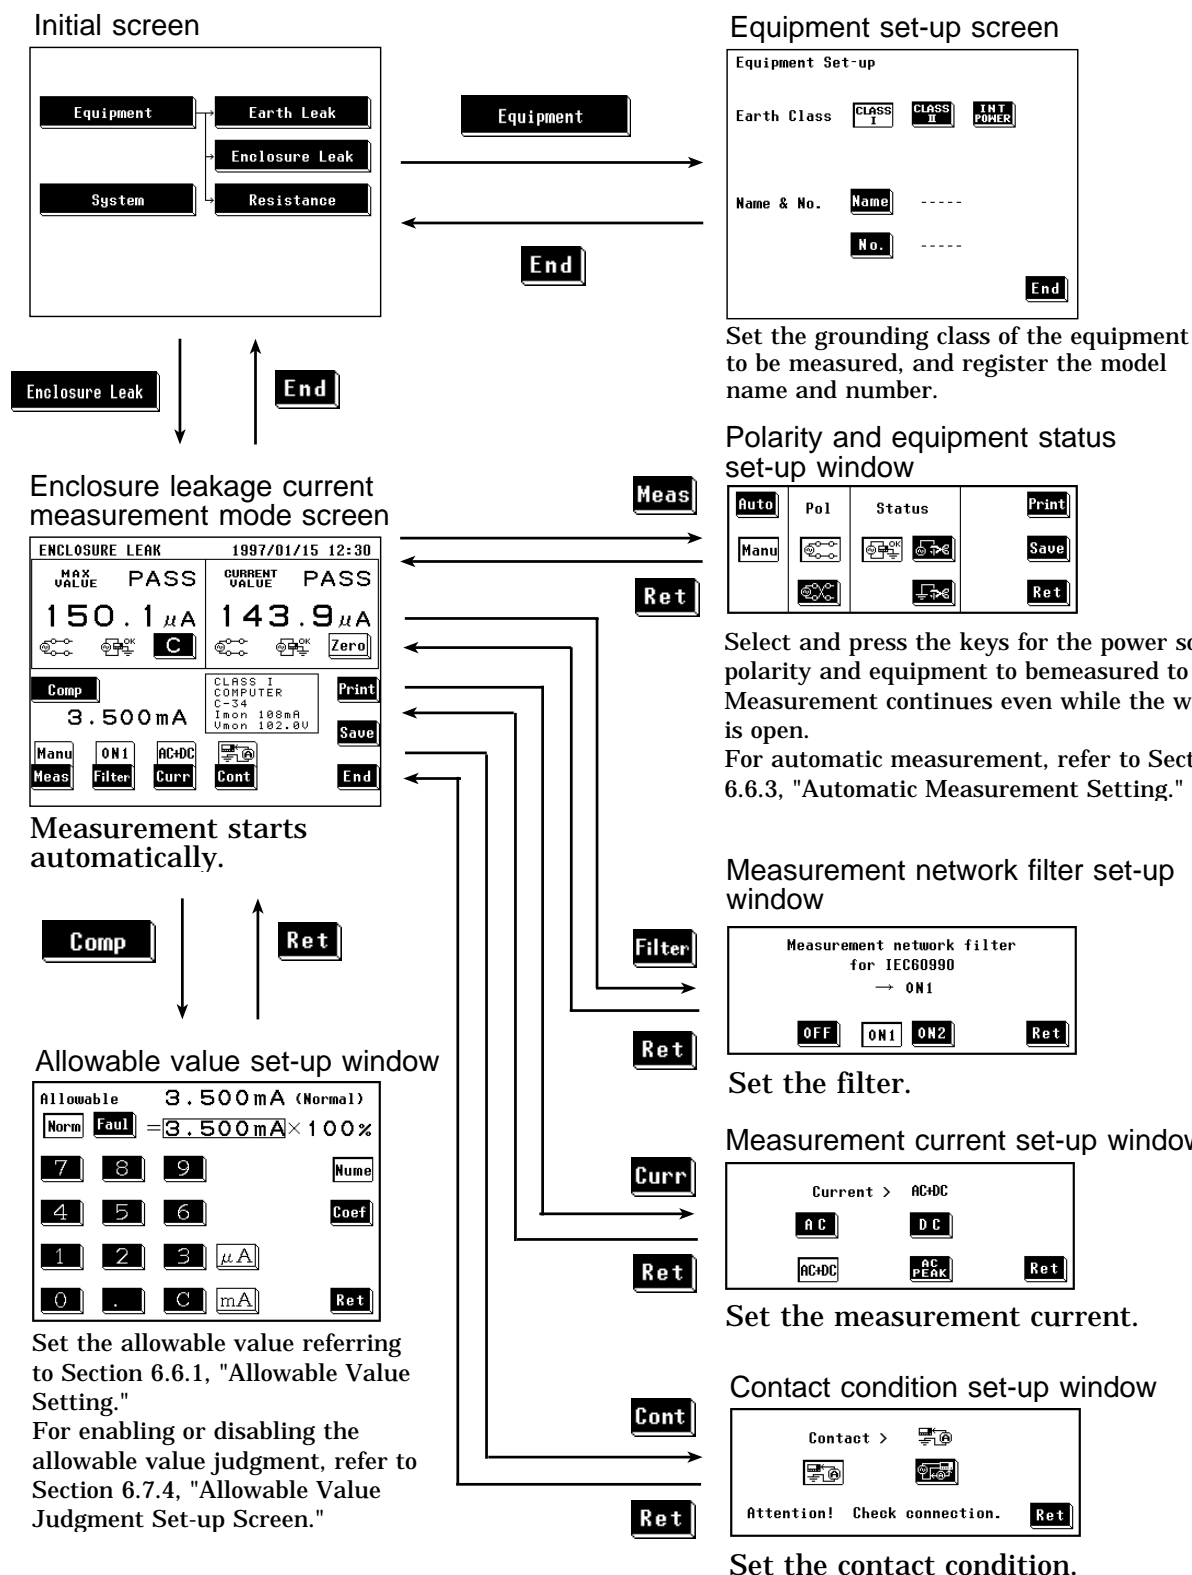 Initial screen
Equipment
Earth Leak
Enclosure Leak
System
Resistance
Equipment
End
Equipment set-up screen
Equipment Set-up
Earth Class CLASS I CLASS II INT POWER
Name & No. Name -----
No. -----
End
Set the grounding class of the equipment
to be measured, and register the model
name and number.
Enclosure Leak
End
Enclosure leakage current
measurement mode screen
ENCLOSURE LEAK 1997/01/15 12:30
MAX VALUE PASS CURRENT VALUE PASS
150.1μA 143.9μA
OK C OK Zero
Comp
3.500mA
CLASS I
COMPUTER
C-34
Imon 108mA
Vmon 102.0V
Print
Save
Manu ON1 AC+DC
Meas Filter Curr Cont End
Measurement starts
automatically.
Meas
Ret
Polarity and equipment status
set-up window
Auto Pol Status Print
Manu OK Save
Ret
Select and press the keys for the power
polarity and equipment to bemeasured to
Measurement continues even while the
is open.
For automatic measurement, refer to
6.6.3, "Automatic Measurement Setting."
Comp
Ret
Allowable value set-up window
Allowable 3.500mA (Normal)
Norm Faul =3.500mA×100%
7 8 9 Nume
4 5 6 Coef
1 2 3 μA
0 . C mA Ret
Set the allowable value referring
to Section 6.6.1, "Allowable Value
Setting."
For enabling or disabling the
allowable value judgment, refer to
Section 6.7.4, "Allowable Value
Judgment Set-up Screen."
Filter
Ret
Measurement network filter set-up
window
Measurement network filter
for IEC60990
→ ON1
OFF ON1 ON2 Ret
Set the filter.
Curr
Ret
Measurement current set-up window
Current > AC+DC
AC DC
AC+DC AC PEAK Ret
Set the measurement current.
Cont
Ret
Contact condition set-up window
Contact >
Attention! Check connection. Ret
Set the contact condition.